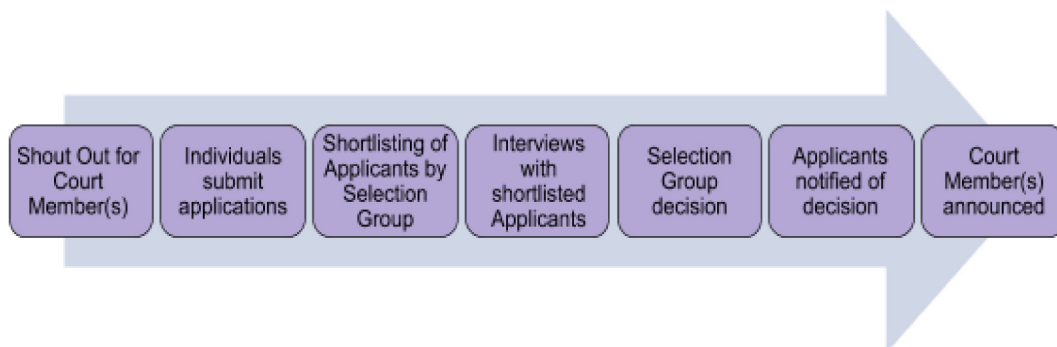 Shout Out for
Court
Member(s)
Individuals
submit
applications
Shortlisting of
Applicants by
Selection
Group
Interviews
with
shortlisted
Applicants
Selection
Group
decision
Applicants
notified of
decision
Court
Member(s)
announced